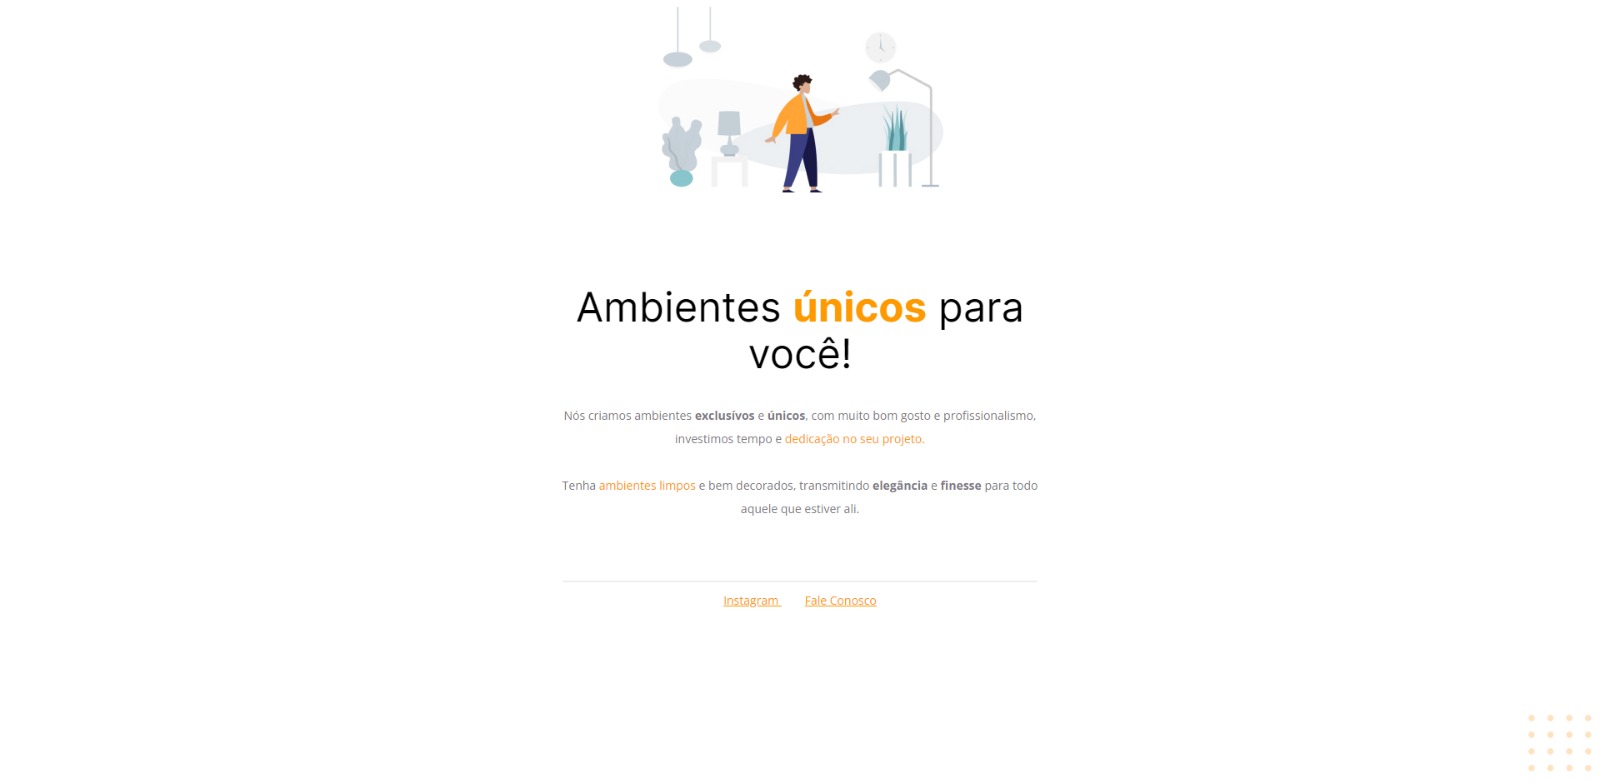 Ambientes únicos para
você!
Nós criamos ambientes exclusívos e únicos, com muito bom gosto e profissionalismo,
investimos tempo e dedicação no seu projeto.
Tenha ambientes limpos e bem decorados, transmitindo elegância e finesse para todo
aquele que estiver ali.
Instagram Fale Conosco